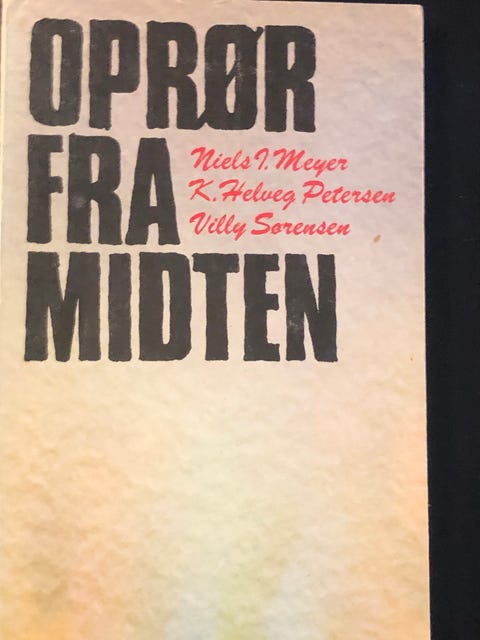 OPRØR
FRA
MIDTEN
Niels I. Meyer
K. Helveg Petersen
Villy Sørensen